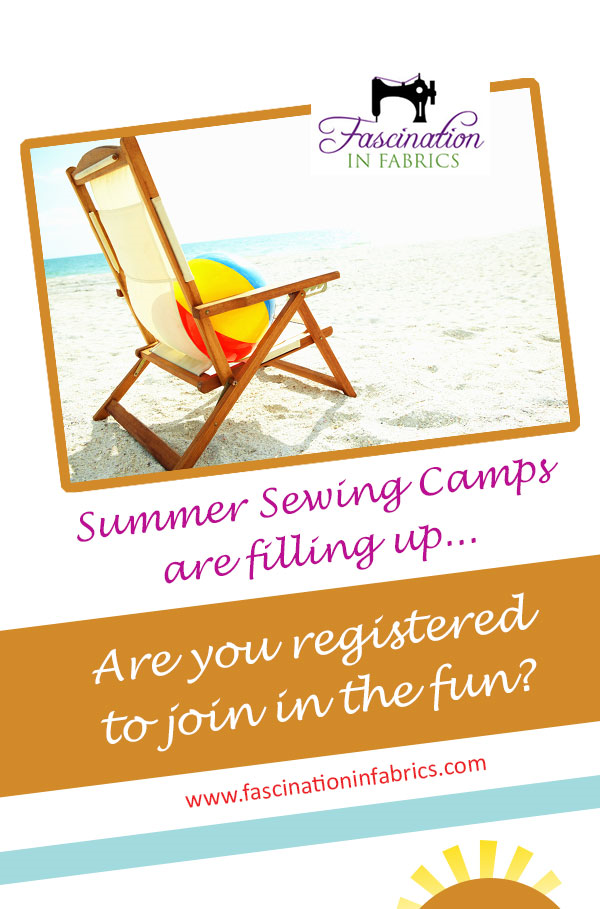 Fascination
IN FABRICS
Summer Sewing Camps
are filling up...
Are you registered
to join in the fun?
www.fascinationinfabrics.com